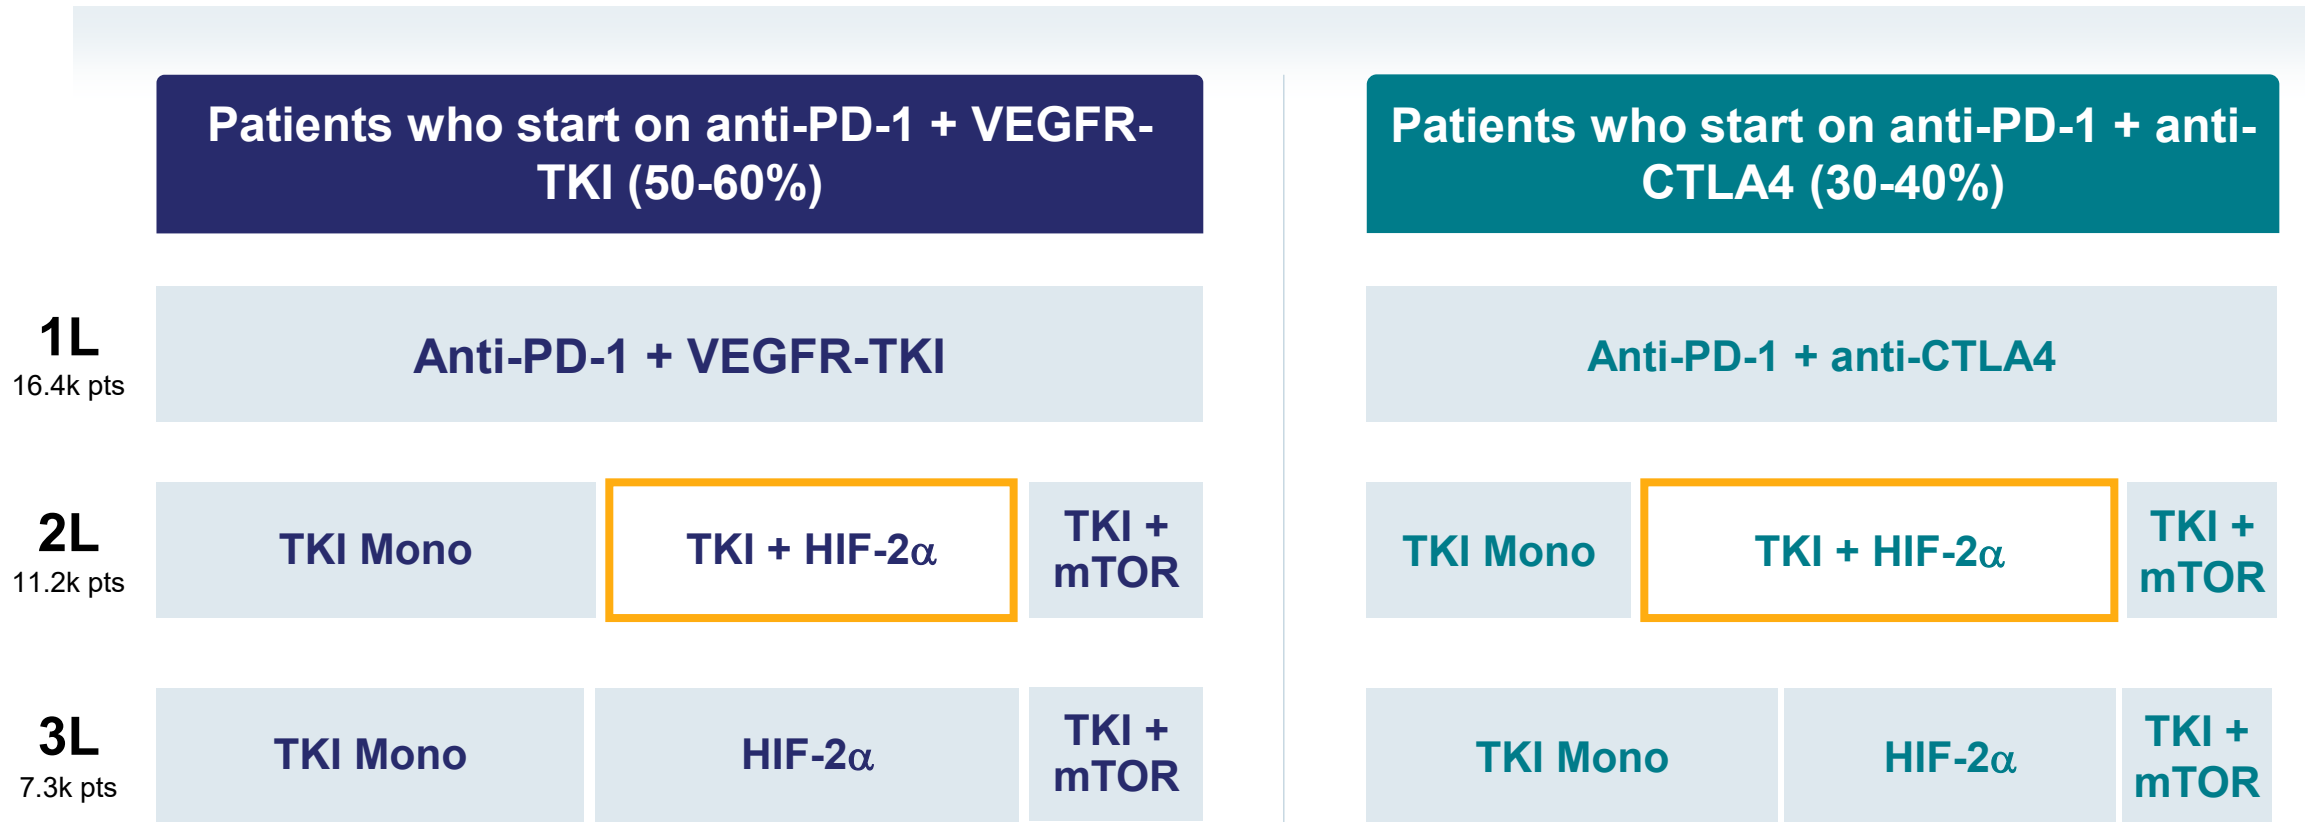 Patients who start on anti-PD-1 + VEGFR-
TKI (50-60%)
Patients who start on anti-PD-1 + anti-
CTLA4 (30-40%)
1L
16.4k pts
Anti-PD-1 + VEGFR-TKI
Anti-PD-1 + anti-CTLA4
2L
11.2k pts
TKI Mono
TKI + HIF-2α
TKI +
mTOR
TKI Mono
TKI + HIF-2α
TKI +
mTOR
3L
7.3k pts
TKI Mono
HIF-2α
TKI +
mTOR
TKI Mono
HIF-2α
TKI +
mTOR